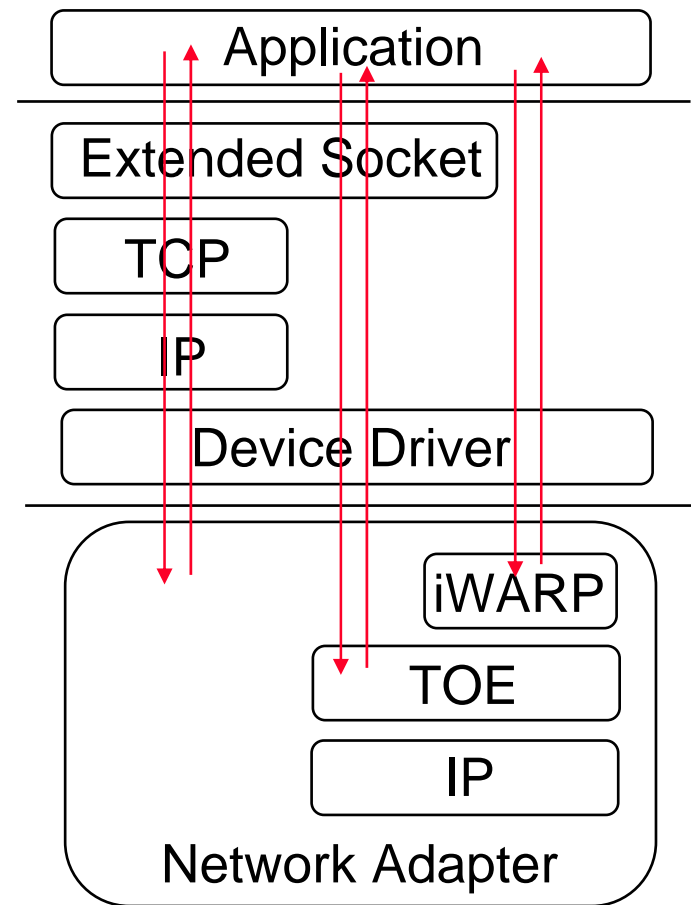 Application
Extended Socket
TCP
IP
Device Driver
iWARP
TOE
IP
Network Adapter